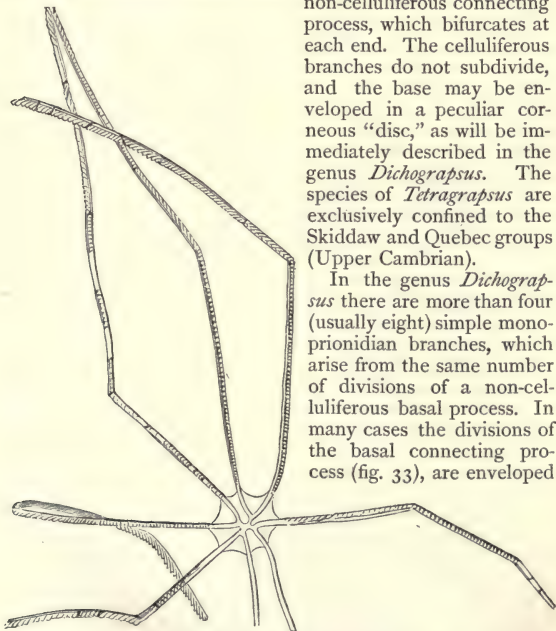 non-celluliferous connecting
process, which bifurcates at
each end. The celluliferous
branches do not subdivide,
and the base may be en-
veloped in a peculiar cor-
neous “disc,” as will be im-
mediately described in the
genus Dichograpsus. The
species of Tetragrapsus are
exclusively confined to the
Skiddaw and Quebec groups
(Upper Cambrian).
In the genus Dichograp-
sus there are more than four
(usually eight) simple mono-
prionidian branches, which
arise from the same number
of divisions of a non-cel-
luliferous basal process. In
many cases the divisions of
the basal connecting pro-
cess (fig. 33), are enveloped